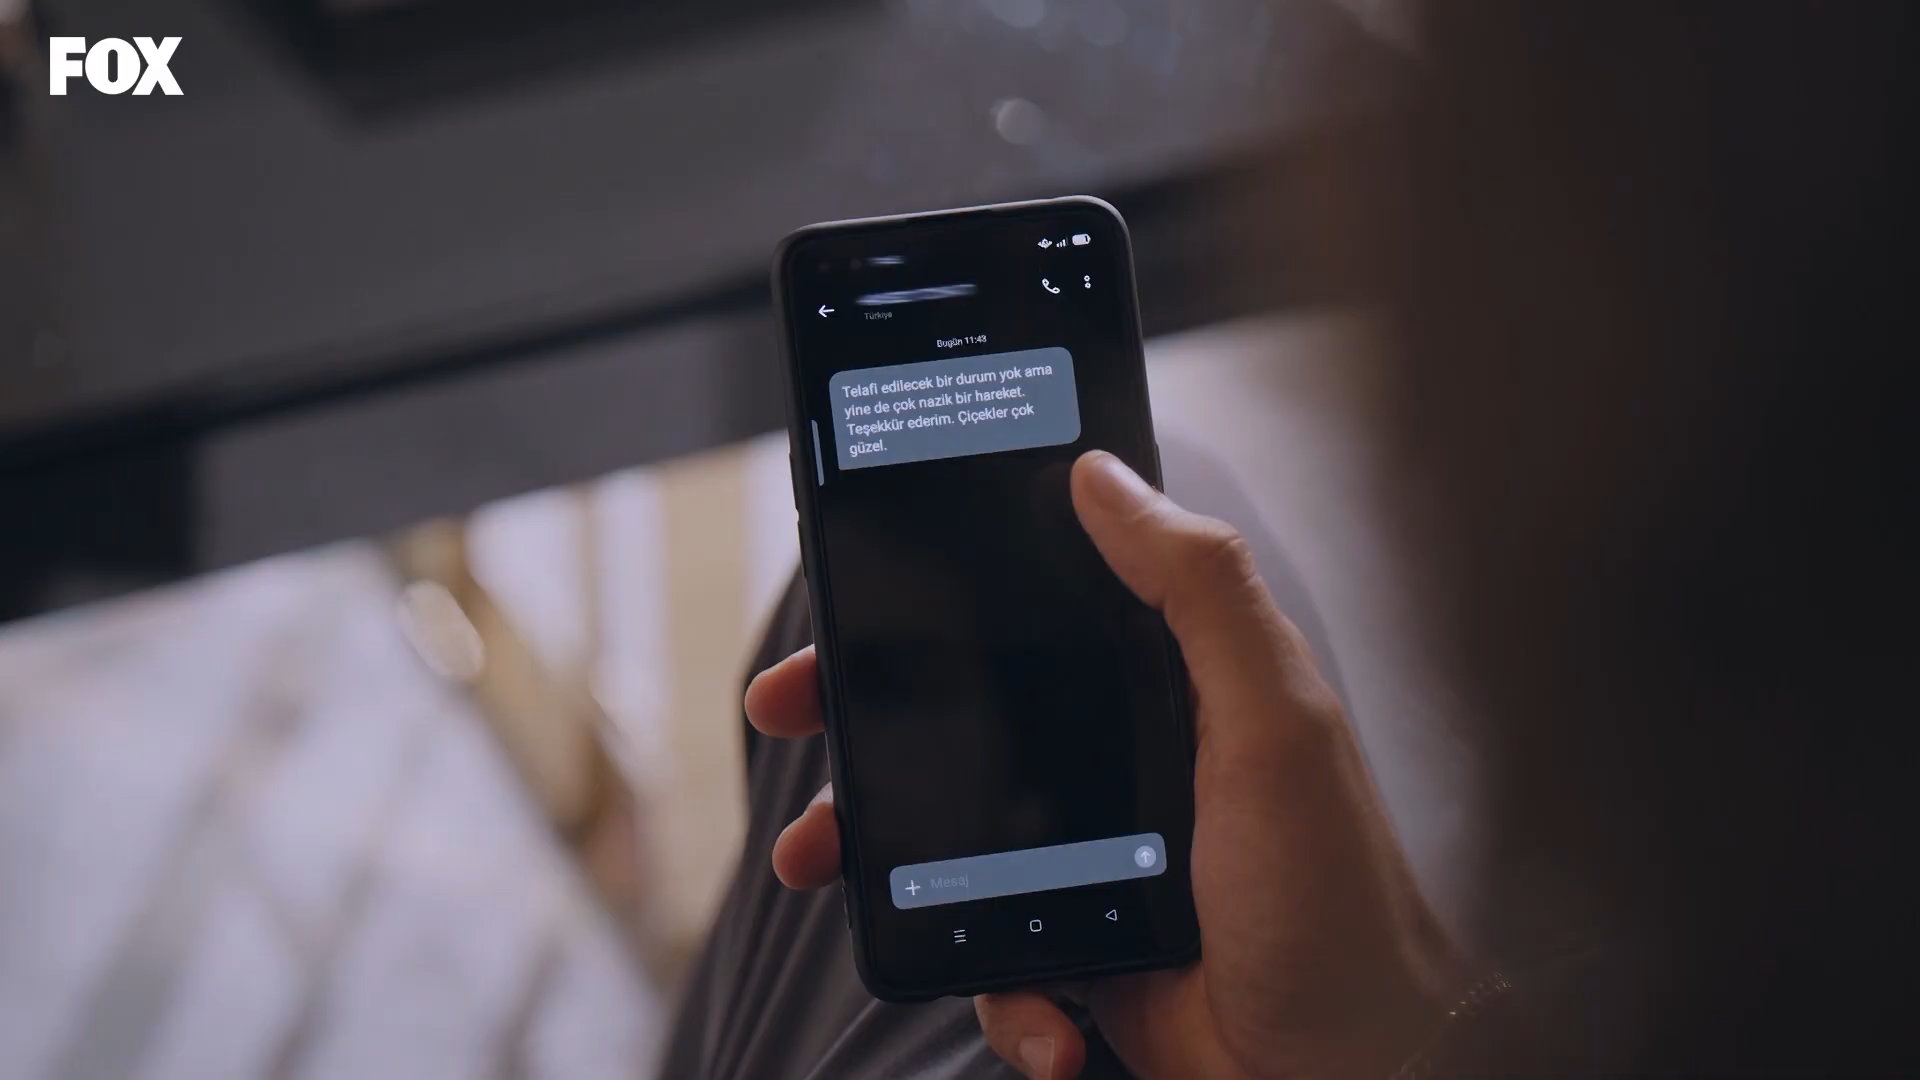 FOX
Türkiye
Bugün 11:43
Telafi edilecek bir durum yok ama
yine de çok nazik bir hareket.
Teşekkür ederim. Çiçekler çok
güzel.
Mesaj